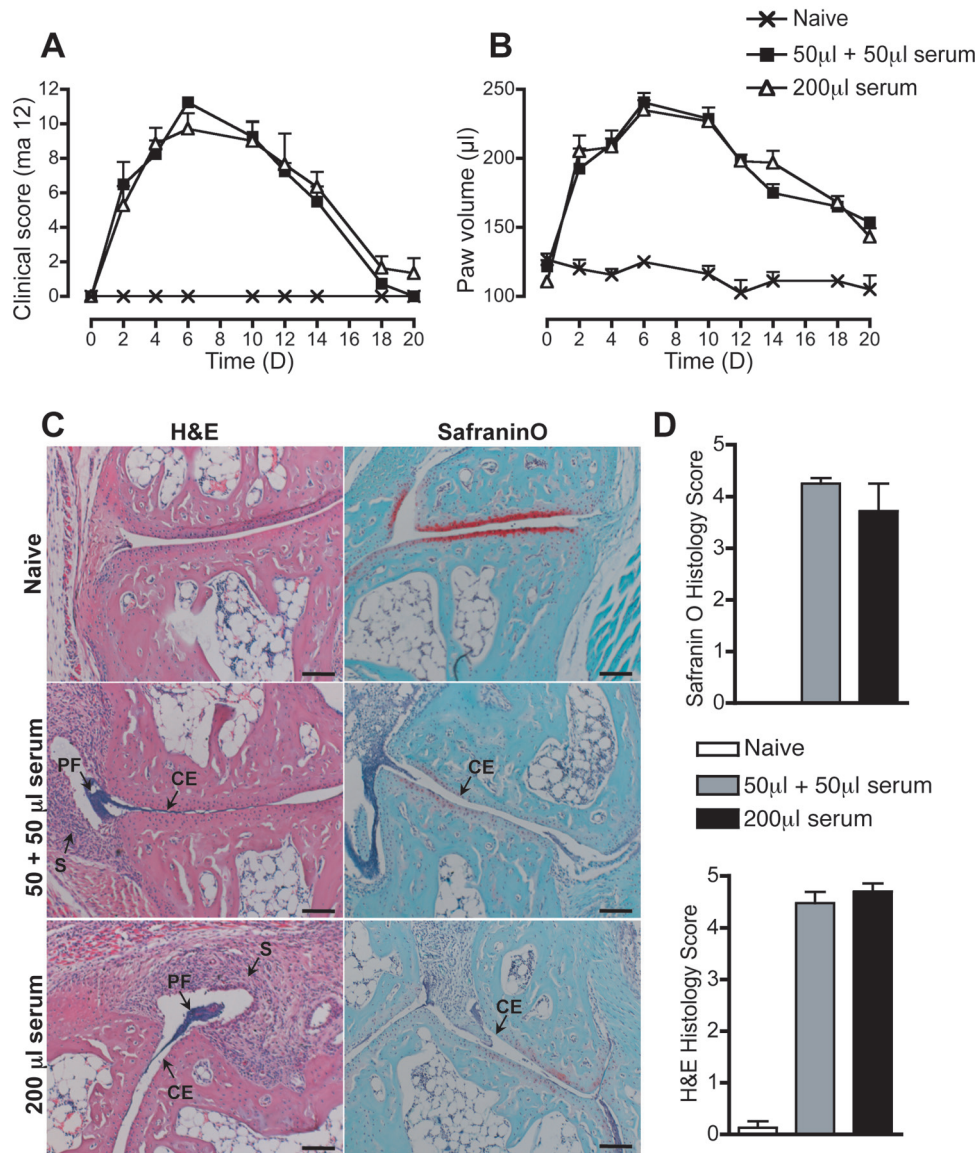 A
Clinical score (ma 12)
12
10
8
6
4
2
0
0 2 4 6 8 10 12 14 16 18 20
Time (D)
B
Naive
50µl + 50µl serum
200µl serum
Paw volume (µl)
250
200
150
100
0 2 4 6 8 10 12 14 16 18 20
Time (D)
C
H&E
SafraninO
Naive
50 + 50 µl serum
PF
CE
S
CE
200 µl serum
S
PF
CE
CE
D
Safranin O Histology Score
5
4
3
2
1
0
Naive
50µl + 50µl serum
200µl serum
H&E Histology Score
5
4
3
2
1
0